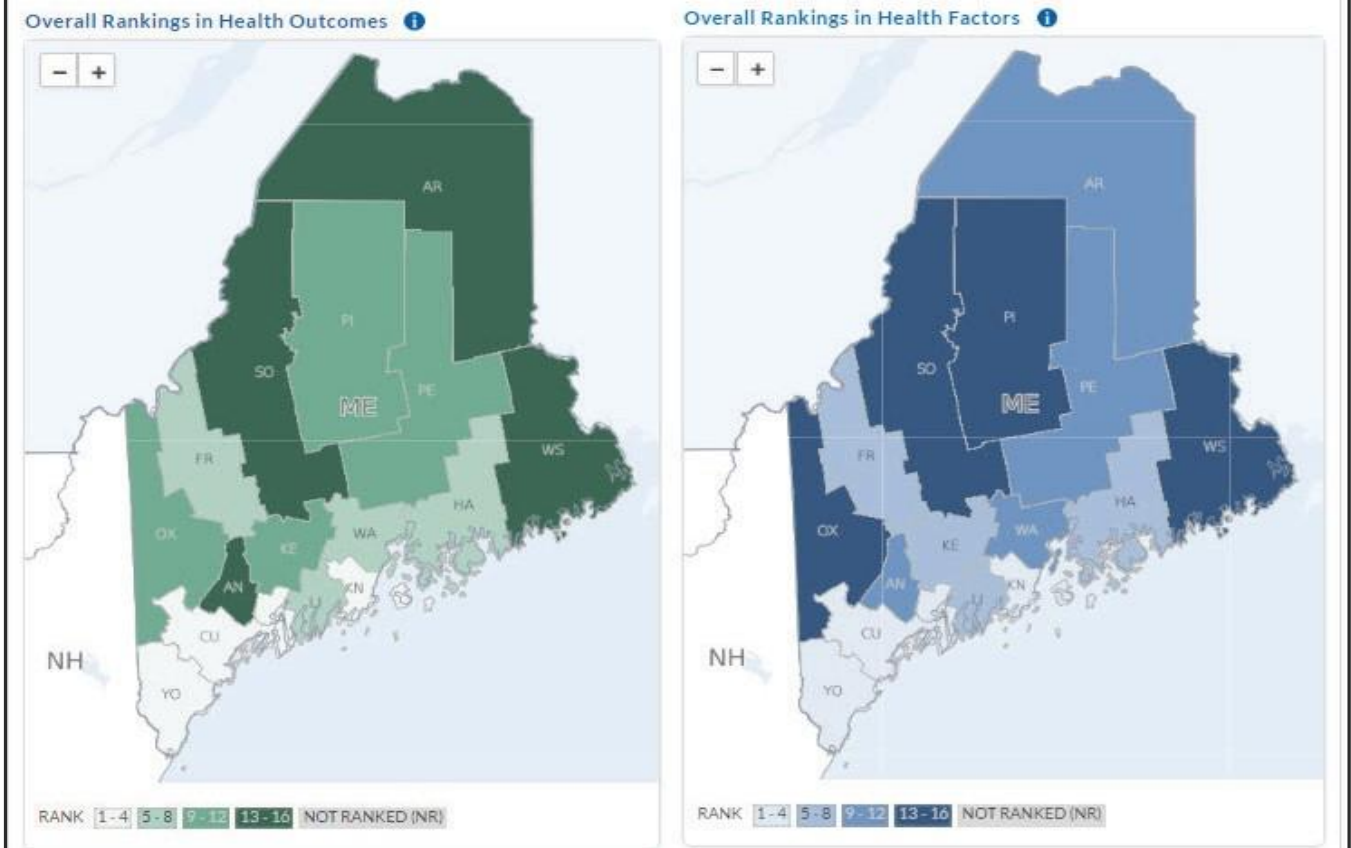 Overall Rankings in Health Outcomes
- +
AR
PI
SO
ME
PE
WS
FR
HA
WA
OX
KE
AN
KN
LI
CU
NH
YO
RANK 1 - 4 5 - 8 9 - 12 13 - 16 NOT RANKED (NR)
Overall Rankings in Health Factors
- +
AR
PI
SO
ME
PE
WS
FR
HA
WA
OX
KE
AN
KN
LI
CU
NH
YO
RANK 1 - 4 5 - 8 9 - 12 13 - 16 NOT RANKED (NR)